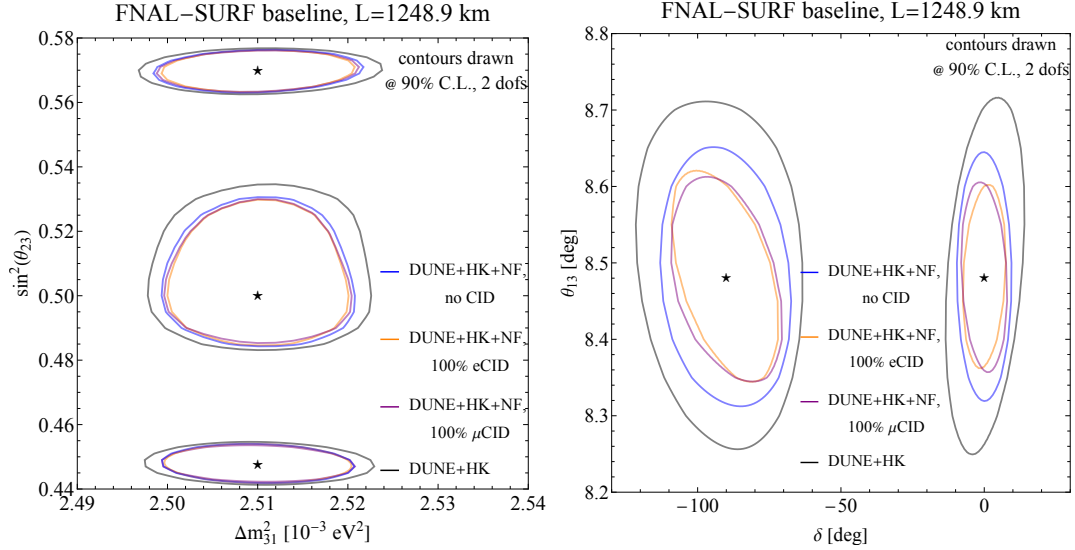 FNAL–SURF baseline, L=1248.9 km
contours drawn
@ 90% C.L., 2 dofs
0.58
0.56
0.54
0.52
0.50
0.48
0.46
0.44
sin²(θ₂₃)
DUNE+HK+NF,
no CID
DUNE+HK+NF,
100% eCID
DUNE+HK+NF,
100% μCID
DUNE+HK
2.49 2.50 2.51 2.52 2.53 2.54
Δm²₃₁ [10⁻³ eV²]
FNAL–SURF baseline, L=1248.9 km
contours drawn
@ 90% C.L., 2 dofs
8.8
8.7
8.6
8.5
8.4
8.3
8.2
θ₁₃ [deg]
DUNE+HK+NF,
no CID
DUNE+HK+NF,
100% eCID
DUNE+HK+NF,
100% μCID
DUNE+HK
−100 −50 0
δ [deg]